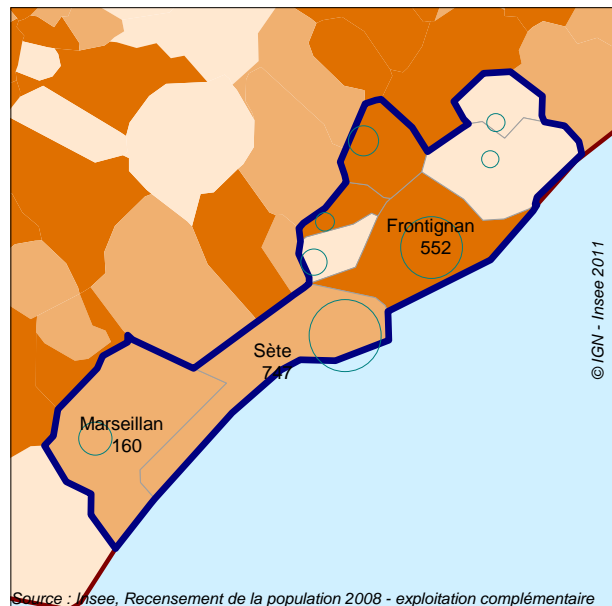 Frontignan
552
Sète
747
Marseillan
160
© IGN - Insee 2011
Source : Insee, Recensement de la population 2008 - exploitation complémentaire